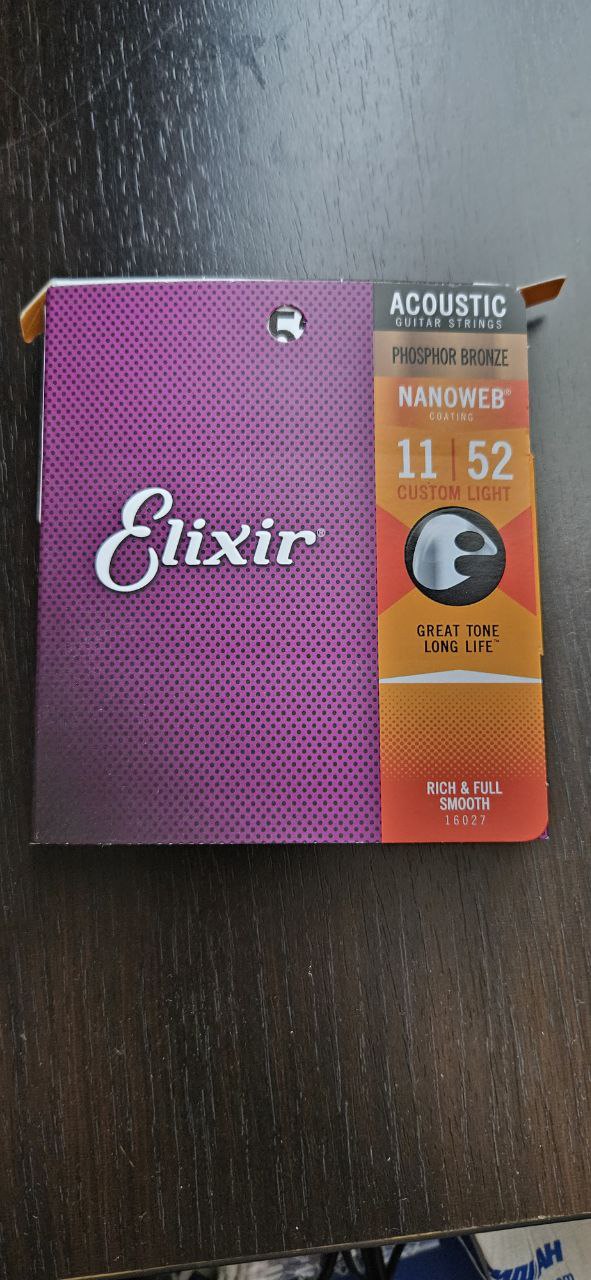 ACOUSTIC
GUITAR STRINGS
PHOSPHOR BRONZE
NANOWEB®
COATING
11 | 52
CUSTOM LIGHT
Elixir®
GREAT TONE
LONG LIFE™
RICH & FULL
SMOOTH
16027